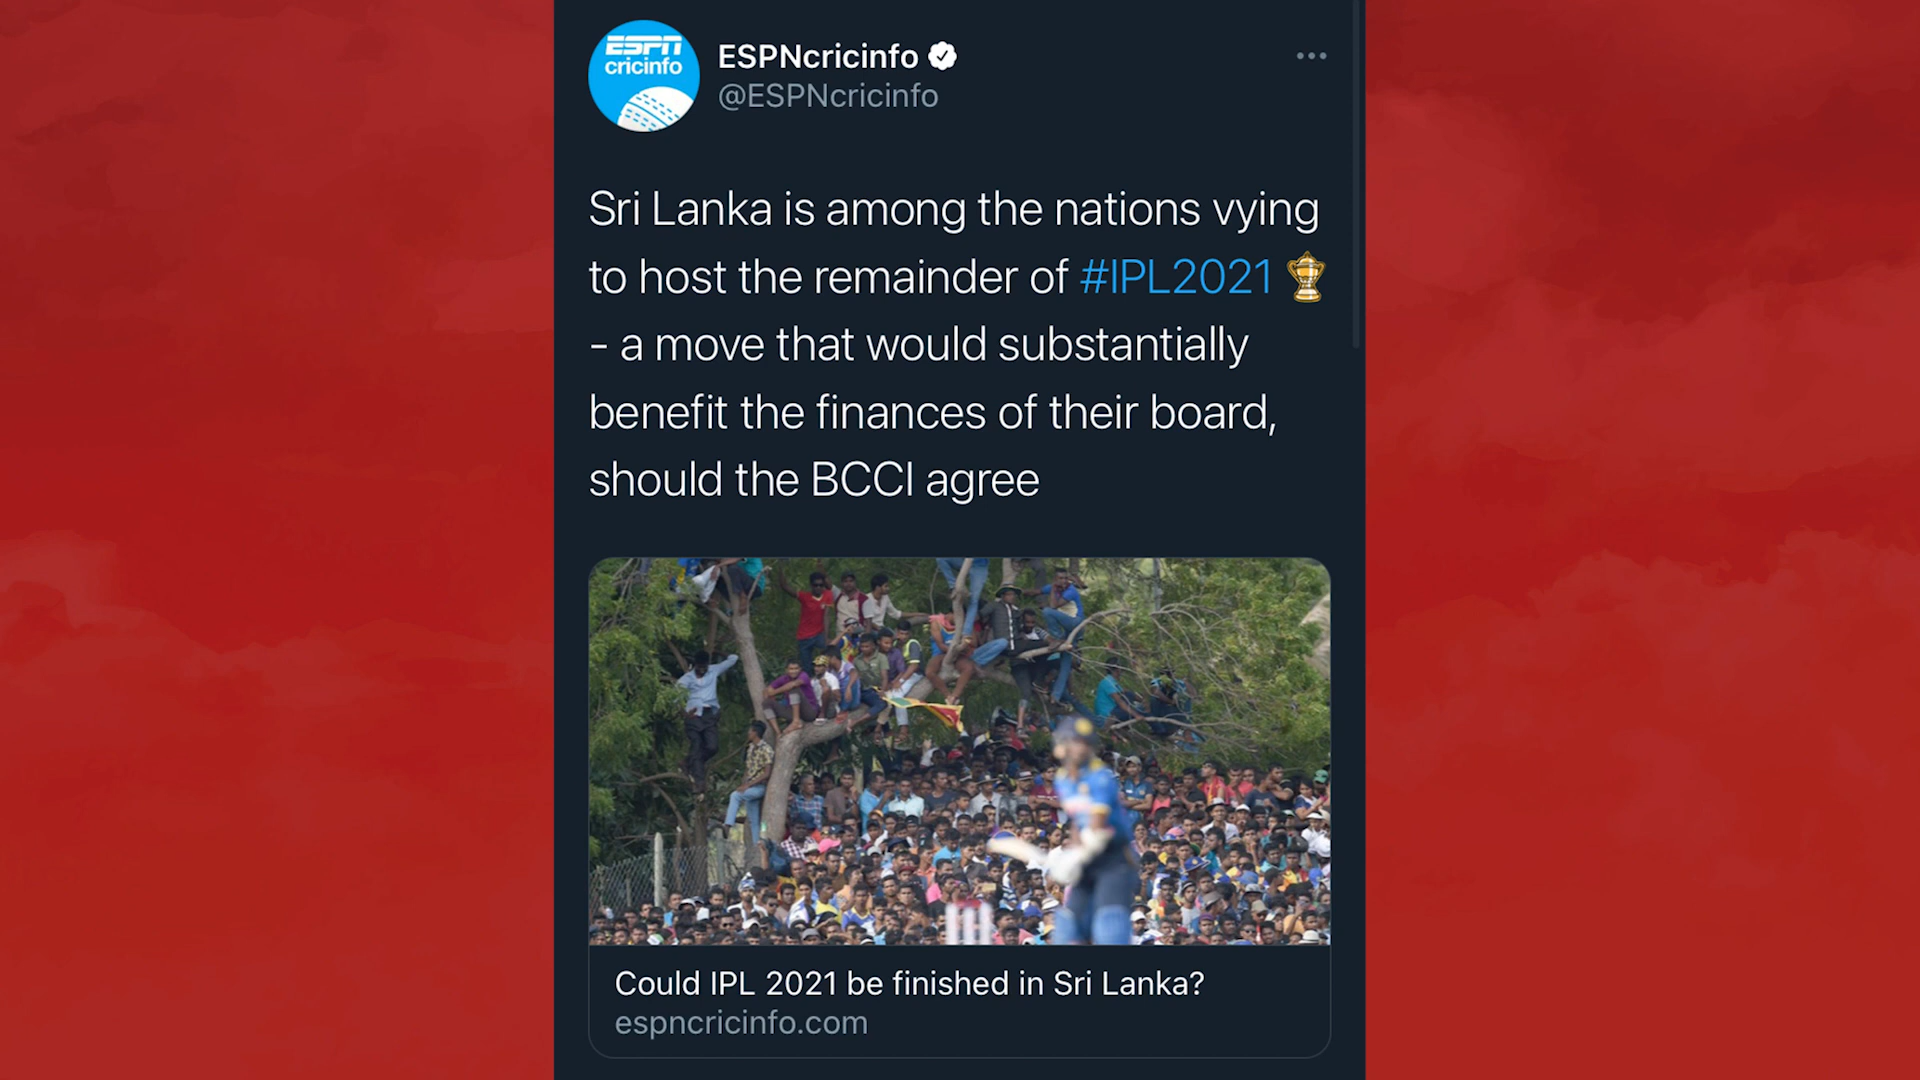 ESPN
cricinfo
ESPNcricinfo
@ESPNcricinfo
Sri Lanka is among the nations vying
to host the remainder of #IPL2021
- a move that would substantially
benefit the finances of their board,
should the BCCI agree
Could IPL 2021 be finished in Sri Lanka?
espncricinfo.com